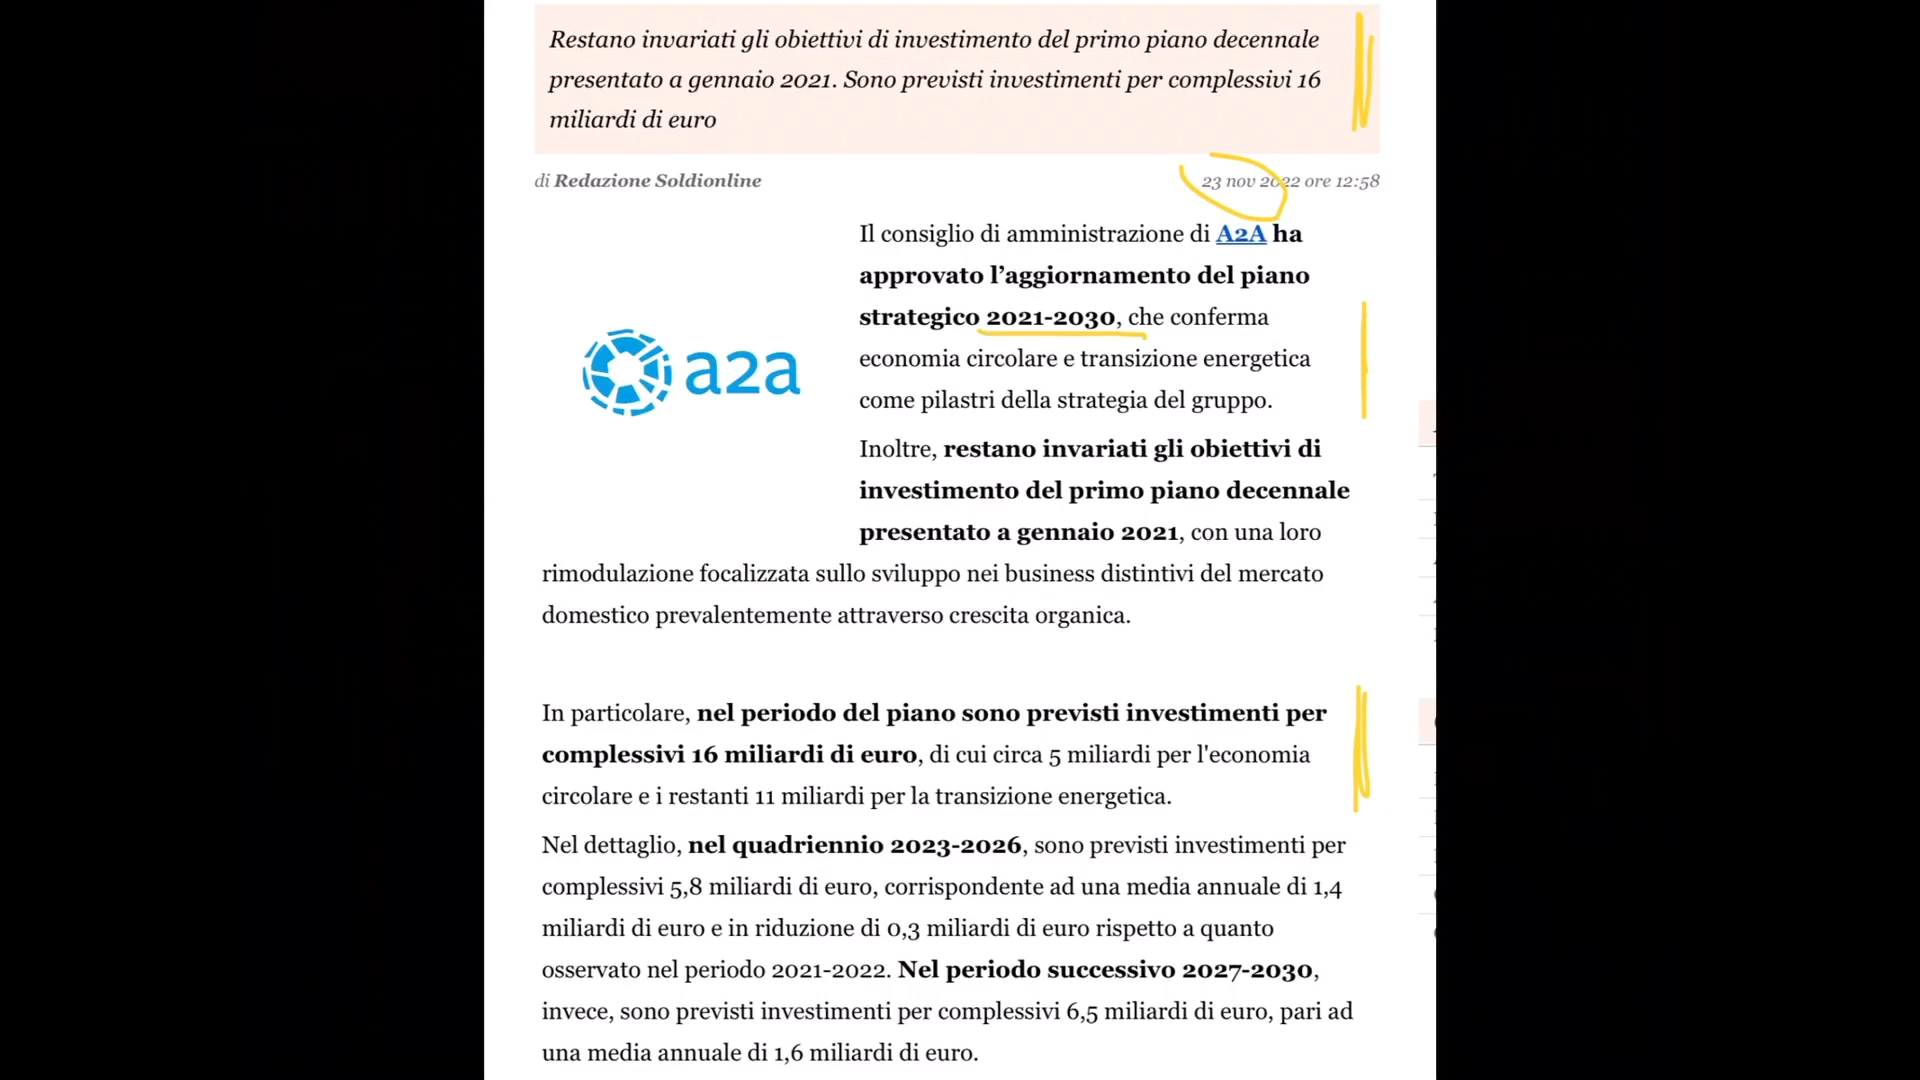 Restano invariati gli obiettivi di investimento del primo piano decennale
presentato a gennaio 2021. Sono previsti investimenti per complessivi 16
miliardi di euro
di Redazione Soldionline
23 nov 2022 ore 12:58
a2a
Il consiglio di amministrazione di A2A ha
approvato l’aggiornamento del piano
strategico 2021-2030, che conferma
economia circolare e transizione energetica
come pilastri della strategia del gruppo.
Inoltre, restano invariati gli obiettivi di
investimento del primo piano decennale
presentato a gennaio 2021, con una loro
rimodulazione focalizzata sullo sviluppo nei business distintivi del mercato
domestico prevalentemente attraverso crescita organica.
In particolare, nel periodo del piano sono previsti investimenti per
complessivi 16 miliardi di euro, di cui circa 5 miliardi per l'economia
circolare e i restanti 11 miliardi per la transizione energetica.
Nel dettaglio, nel quadriennio 2023-2026, sono previsti investimenti per
complessivi 5,8 miliardi di euro, corrispondente ad una media annuale di 1,4
miliardi di euro e in riduzione di 0,3 miliardi di euro rispetto a quanto
osservato nel periodo 2021-2022. Nel periodo successivo 2027-2030,
invece, sono previsti investimenti per complessivi 6,5 miliardi di euro, pari ad
una media annuale di 1,6 miliardi di euro.